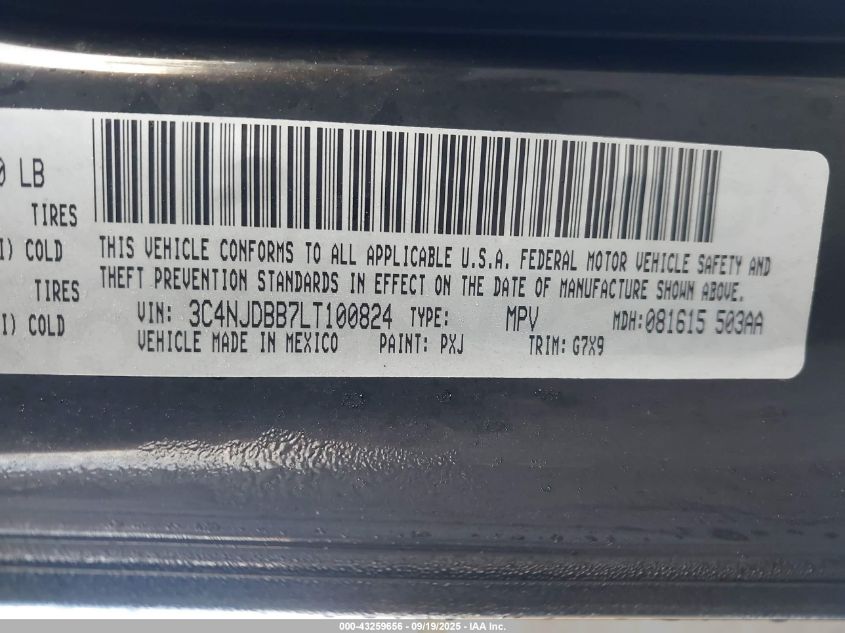 0 LB
TIRES
I) COLD
TIRES
I) COLD
THIS VEHICLE CONFORMS TO ALL APPLICABLE U.S.A. FEDERAL MOTOR VEHICLE SAFETY AND
THEFT PREVENTION STANDARDS IN EFFECT ON THE DATE OF MANUFACTURE SHOWN ABOVE.
VIN: 3C4NJDBB7LT100824 TYPE: MPV MDH:081615 503AA
VEHICLE MADE IN MEXICO PAINT: PXJ TRIM: G7X9
000-43259656 - 09/19/2025 - IAA Inc.